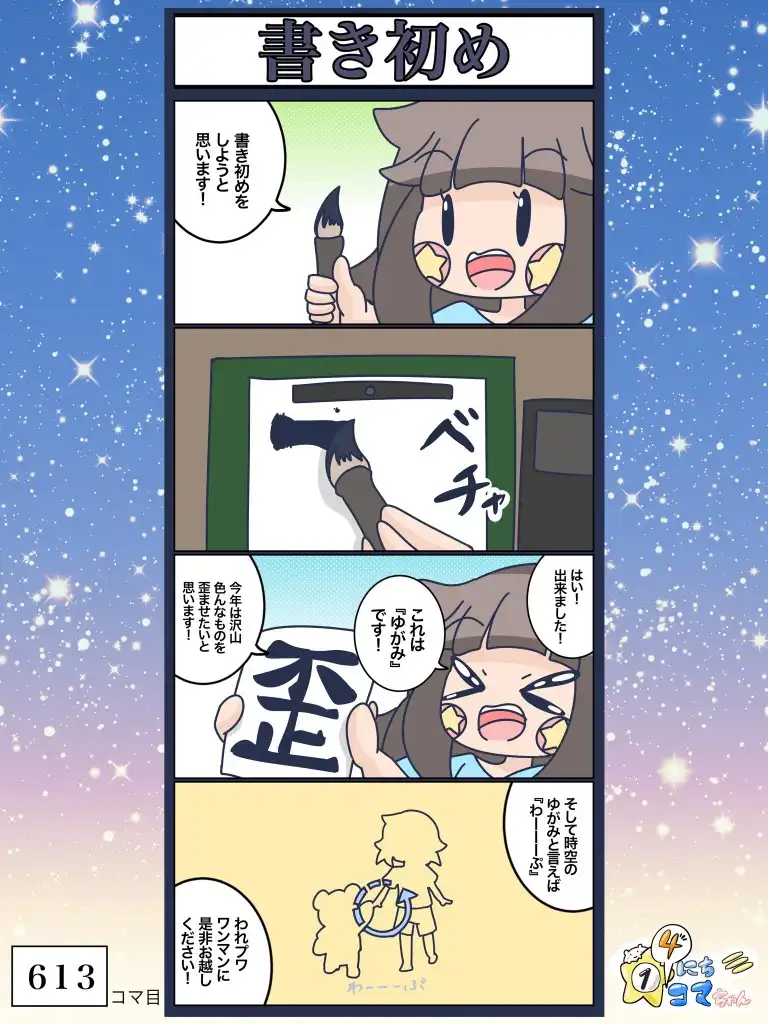 書き初め
書き初めを
しようと
思います！
ベチャ
はい！
出来ました！
これは
『ゆがみ』
です！
歪
今年は沢山
色んなものを
歪ませたいと
思います！
そして時空の
ゆがみと言えば
『わーーーぷ』
わーーーぷ
われプワ
ワンマンに
是非お越し
ください！
613
コマ目
1
にち
4
コマ
ちゃん